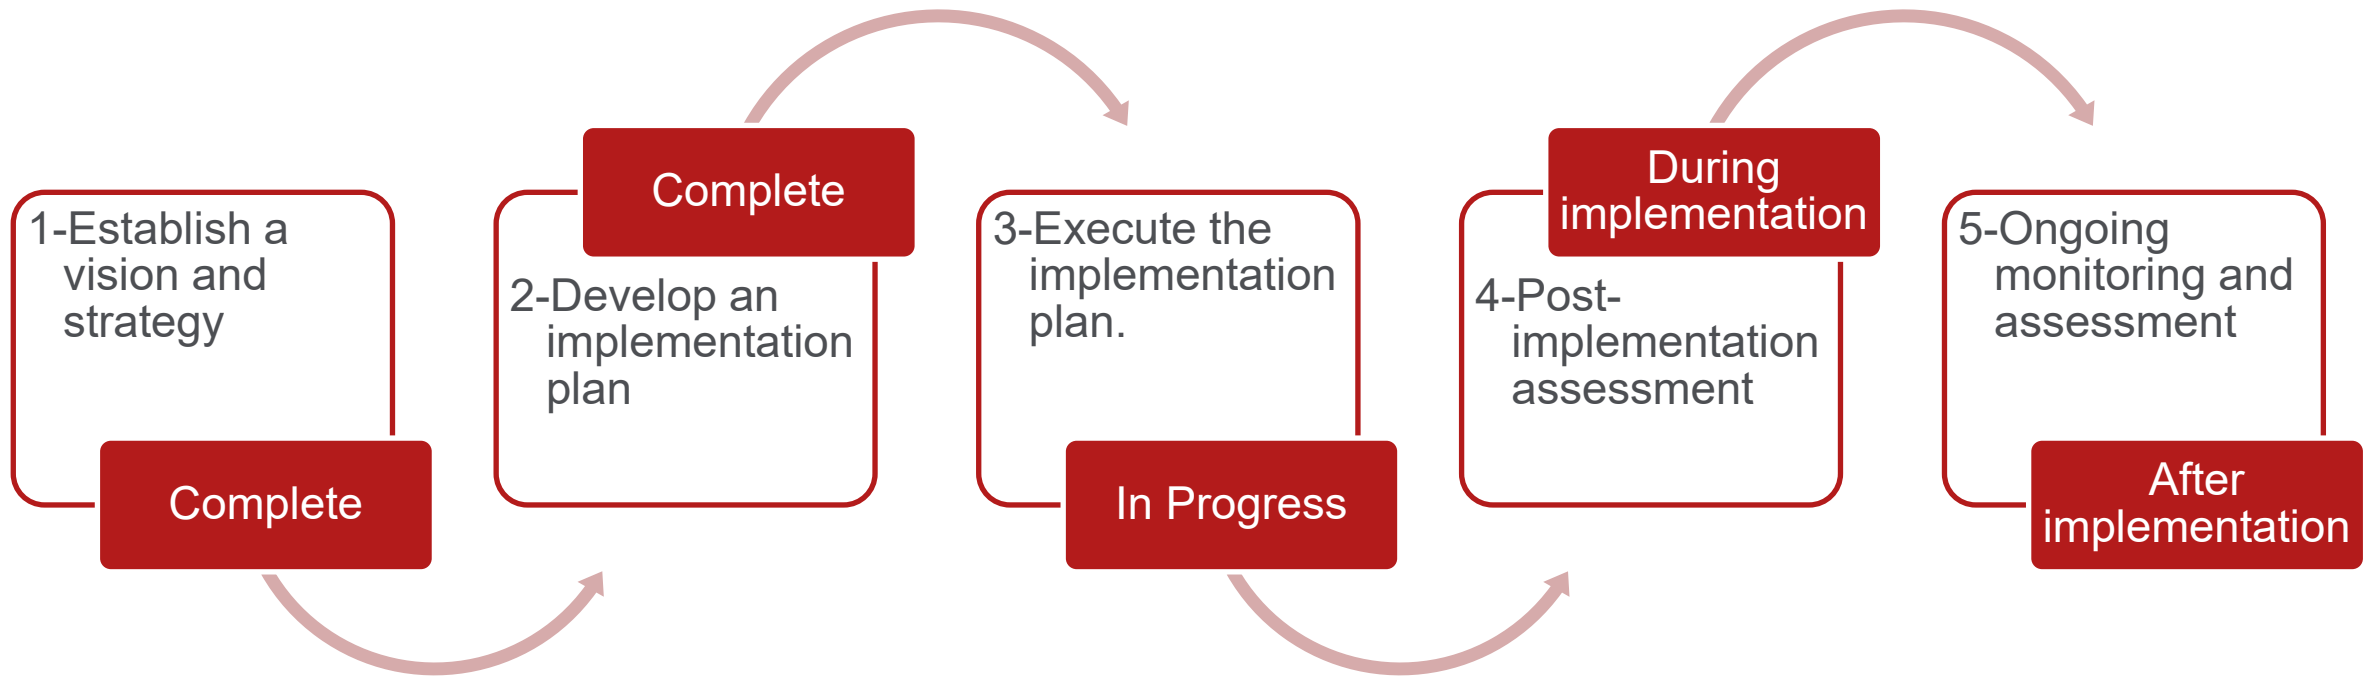 1-Establish a
vision and
strategy
Complete
Complete
2-Develop an
implementation
plan
3-Execute the
implementation
plan.
In Progress
During
implementation
4-Post-
implementation
assessment
5-Ongoing
monitoring and
assessment
After
implementation